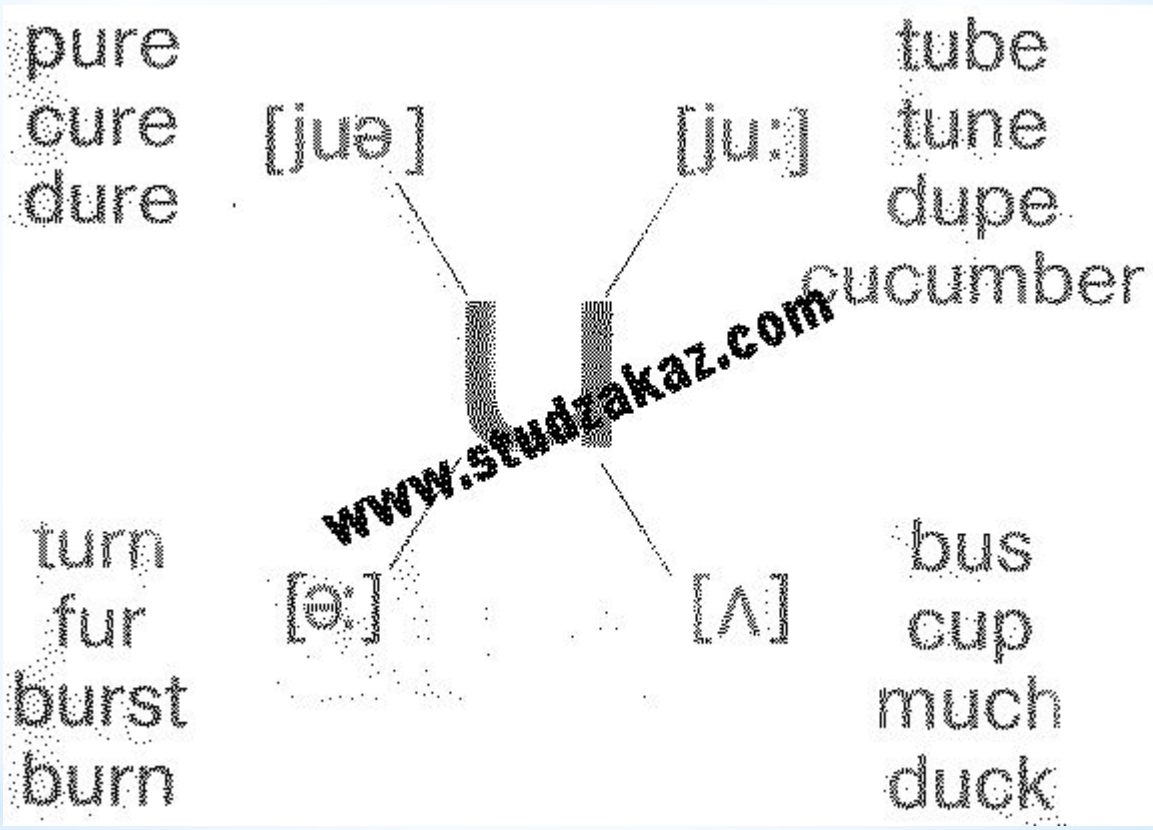 pure
cure
dure
[juə]
[ju:]
tube
tune
dupe
cucumber
u
www.studzakaz.com
turn
fur
burst
burn
[ə:]
[ʌ]
bus
cup
much
duck